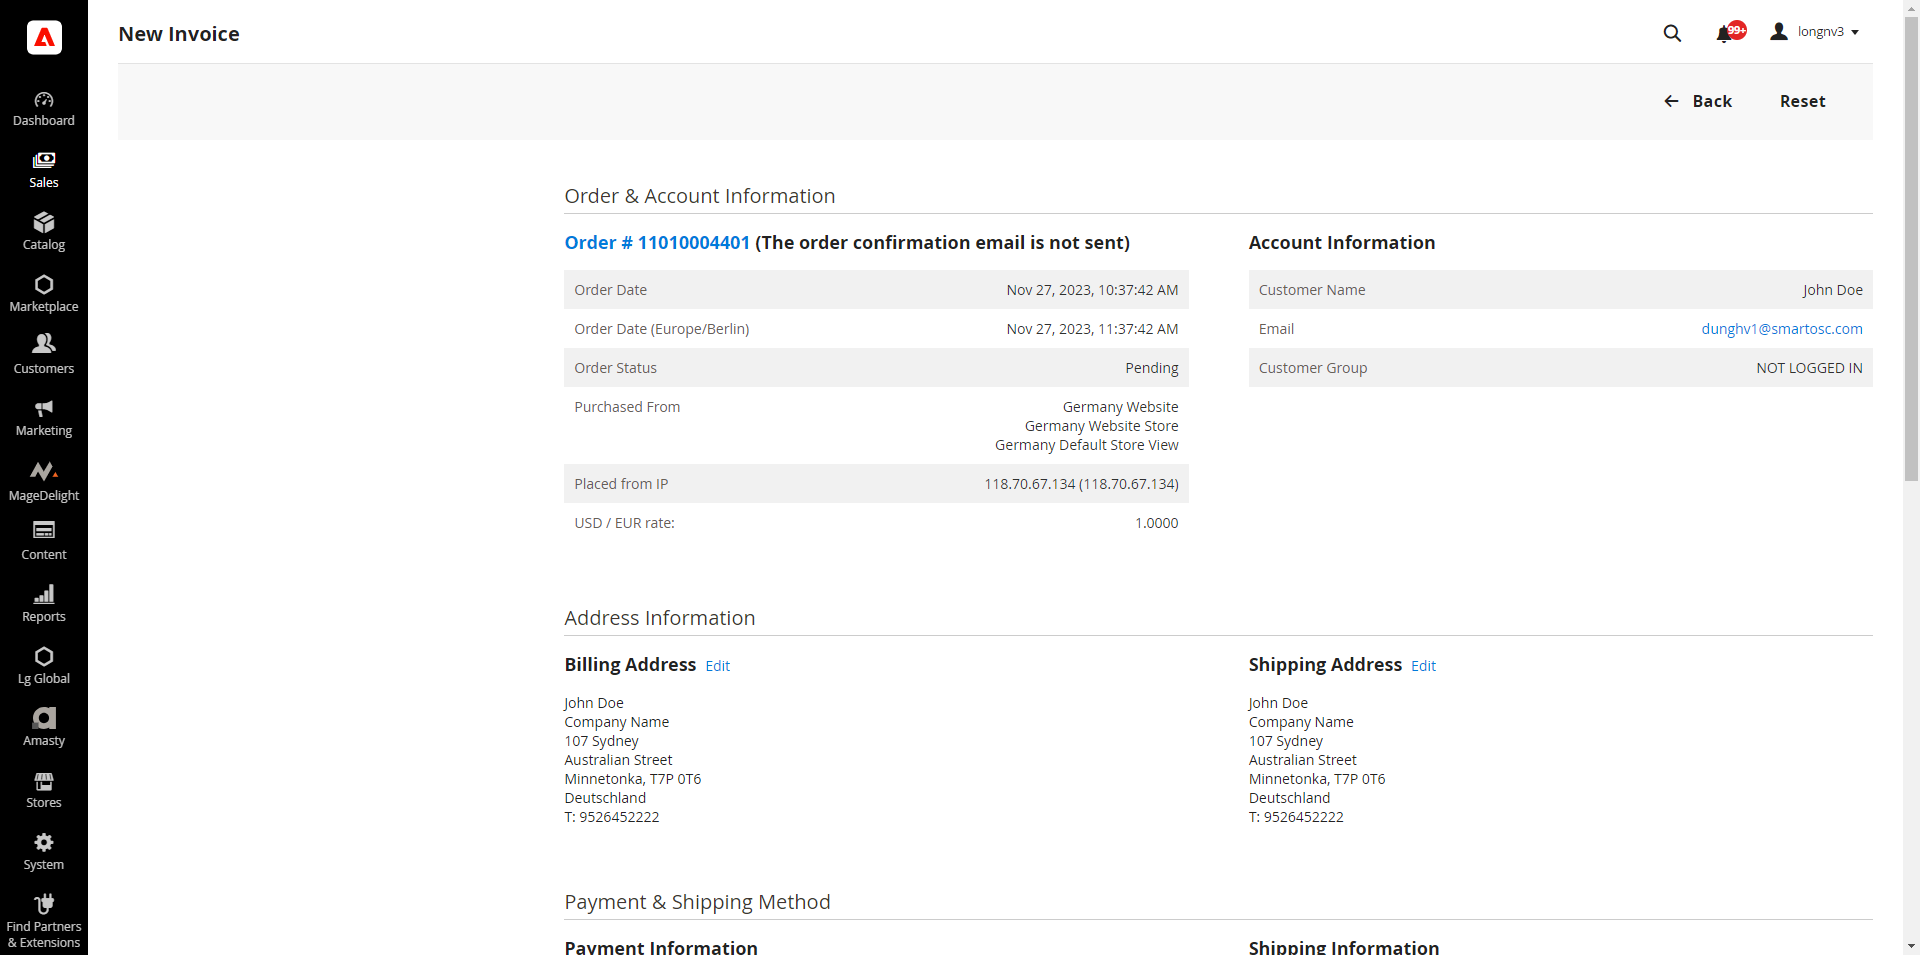 New Invoice
99+
longnv3
Back
Reset
Dashboard
Sales
Catalog
Marketplace
Customers
Marketing
MageDelight
Content
Reports
Lg Global
Amasty
Stores
System
Find Partners
& Extensions
Order & Account Information
Order # 11010004401 (The order confirmation email is not sent)
Order Date Nov 27, 2023, 10:37:42 AM
Order Date (Europe/Berlin) Nov 27, 2023, 11:37:42 AM
Order Status Pending
Purchased From Germany Website
Germany Website Store
Germany Default Store View
Placed from IP 118.70.67.134 (118.70.67.134)
USD / EUR rate: 1.0000
Account Information
Customer Name John Doe
Email dunghv1@smartosc.com
Customer Group NOT LOGGED IN
Address Information
Billing Address Edit
John Doe
Company Name
107 Sydney
Australian Street
Minnetonka, T7P 0T6
Deutschland
T: 9526452222
Shipping Address Edit
John Doe
Company Name
107 Sydney
Australian Street
Minnetonka, T7P 0T6
Deutschland
T: 9526452222
Payment & Shipping Method
Payment Information
Shipping Information